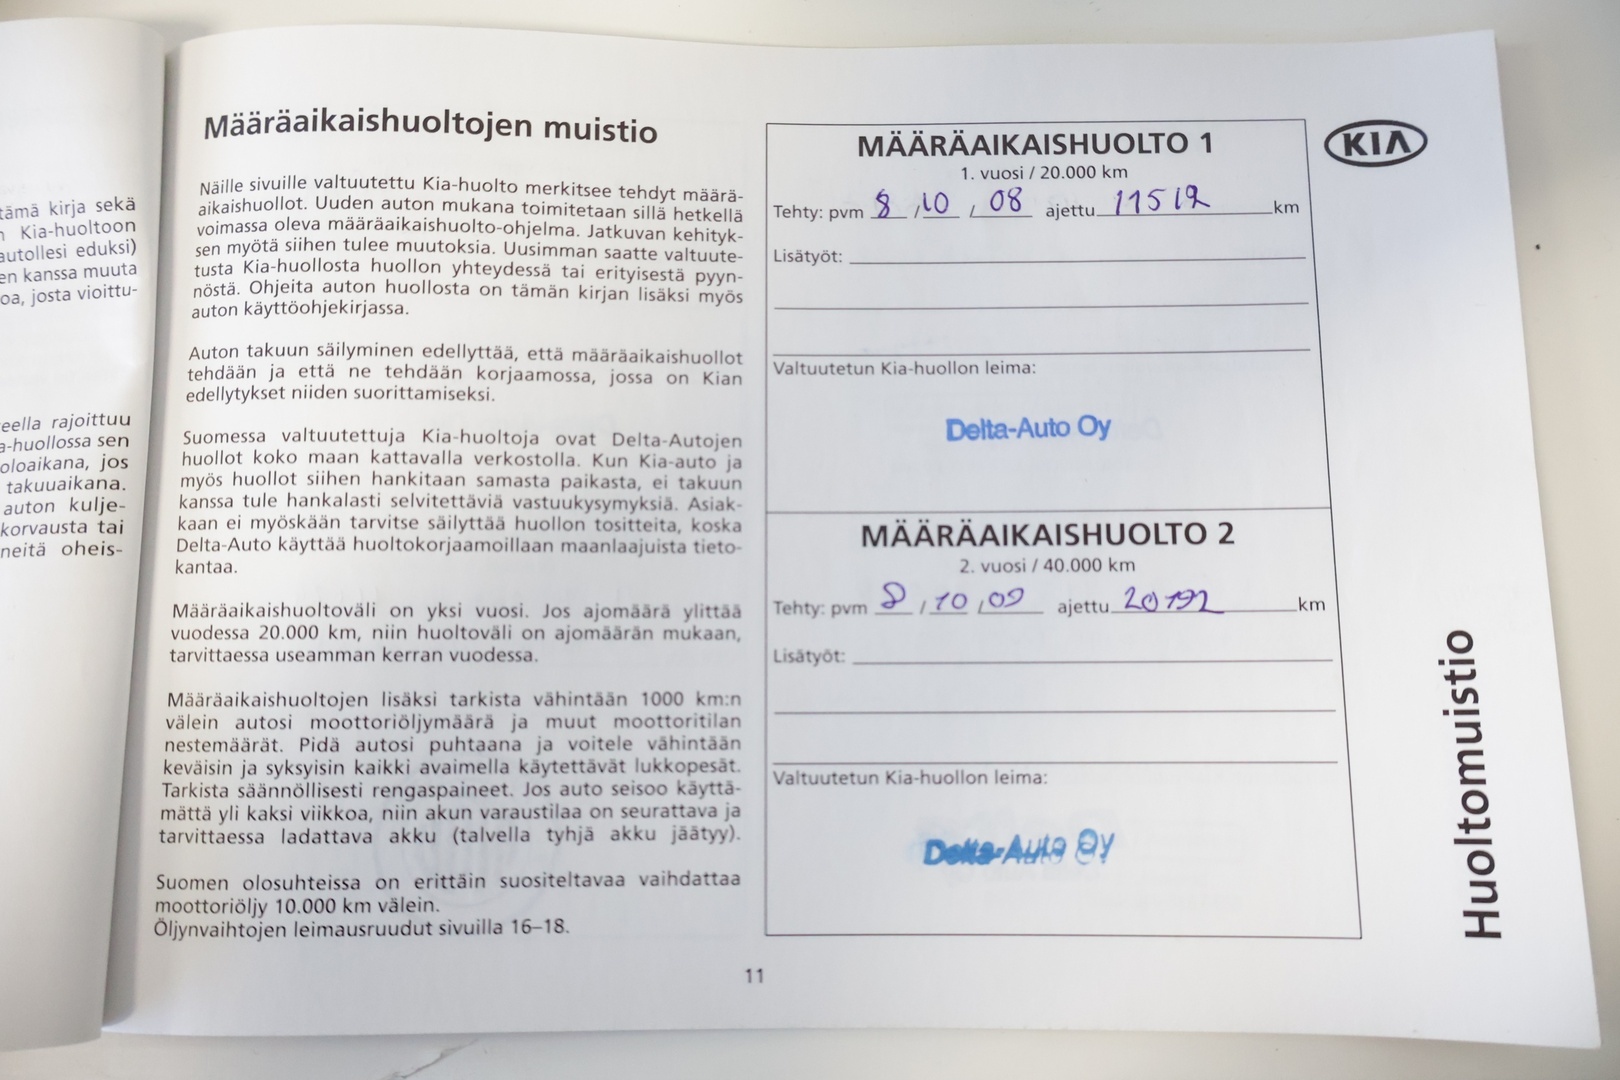 tämä kirja sekä
Kia-huoltoon
autollesi eduksi)
en kanssa muuta
oa, josta vioittu-
eella rajoittuu
a-huollossa sen
oloaikana, jos
takuuaikana.
auton kulje-
korvausta tai
neitä oheis-
Määräaikaishuoltojen muistio
Näille sivuille valtuutettu Kia-huolto merkitsee tehdyt määrä-
aikaishuollot. Uuden auton mukana toimitetaan sillä hetkellä
voimassa oleva määräaikaishuolto-ohjelma. Jatkuvan kehityk-
sen myötä siihen tulee muutoksia. Uusimman saatte valtuute-
tusta Kia-huollosta huollon yhteydessä tai erityisestä pyyn-
nöstä. Ohjeita auton huollosta on tämän kirjan lisäksi myös
auton käyttöohjekirjassa.
Auton takuun säilyminen edellyttää, että määräaikaishuollot
tehdään ja että ne tehdään korjaamossa, jossa on Kian
edellytykset niiden suorittamiseksi.
Suomessa valtuutettuja Kia-huoltoja ovat Delta-Autojen
huollot koko maan kattavalla verkostolla. Kun Kia-auto ja
myös huollot siihen hankitaan samasta paikasta, ei takuun
kanssa tule hankalasti selvitettäviä vastuukysymyksiä. Asiak-
kaan ei myöskään tarvitse säilyttää huollon tositteita, koska
Delta-Auto käyttää huoltokorjaamoillaan maanlaajuista tieto-
kantaa.
Määräaikaishuoltoväli on yksi vuosi. Jos ajomäärä ylittää
vuodessa 20.000 km, niin huoltoväli on ajomäärän mukaan,
tarvittaessa useamman kerran vuodessa.
Määräaikaishuoltojen lisäksi tarkista vähintään 1000 km:n
välein autosi moottoriöljymäärä ja muut moottoritilan
nestemäärät. Pidä autosi puhtaana ja voitele vähintään
keväisin ja syksyisin kaikki avaimella käytettävät lukkopesät.
Tarkista säännöllisesti rengaspaineet. Jos auto seisoo käyttä-
mättä yli kaksi viikkoa, niin akun varaustilaa on seurattava ja
tarvittaessa ladattava akku (talvella tyhjä akku jäätyy).
Suomen olosuhteissa on erittäin suositeltavaa vaihdattaa
moottoriöljy 10.000 km välein.
Öljynvaihtojen leimausruudut sivuilla 16–18.
MÄÄRÄAIKAISHUOLTO 1
1. vuosi / 20.000 km
Tehty: pvm 8 / 10 / 08 ajettu km
Lisätyöt:
Valtuutetun Kia-huollon leima:
Delta-Auto Oy
MÄÄRÄAIKAISHUOLTO 2
2. vuosi / 40.000 km
Tehty: pvm 8 / 10 / 09 ajettu 20192 km
Lisätyöt:
Valtuutetun Kia-huollon leima:
Delta-Auto Oy
KIA
Huoltomuistio
11